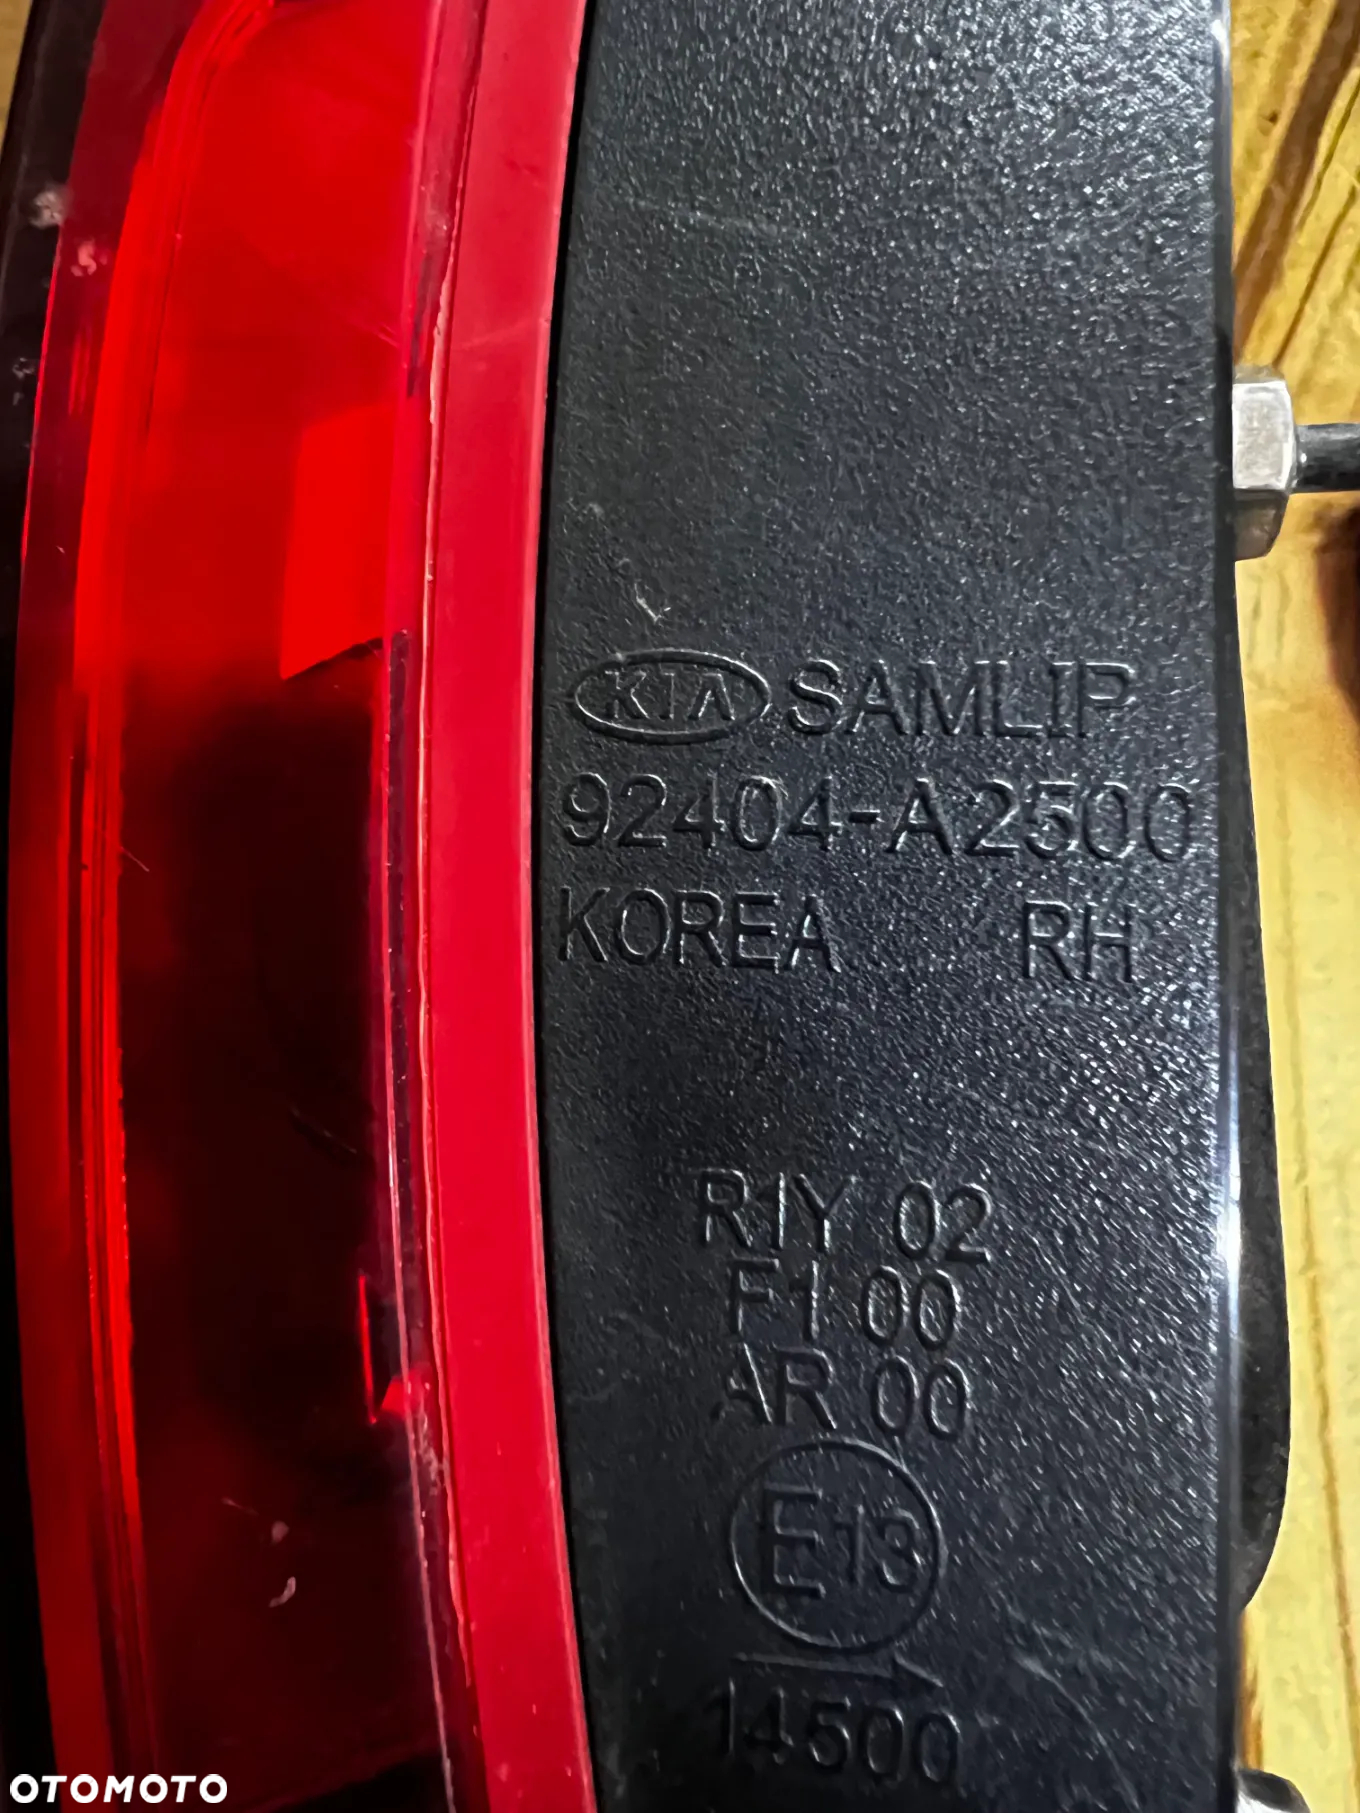 KIA SAMLIP
92404-A2500
KOREA RH
R1Y 02
F1 00
AR 00
E13
14500
OTOMOTO